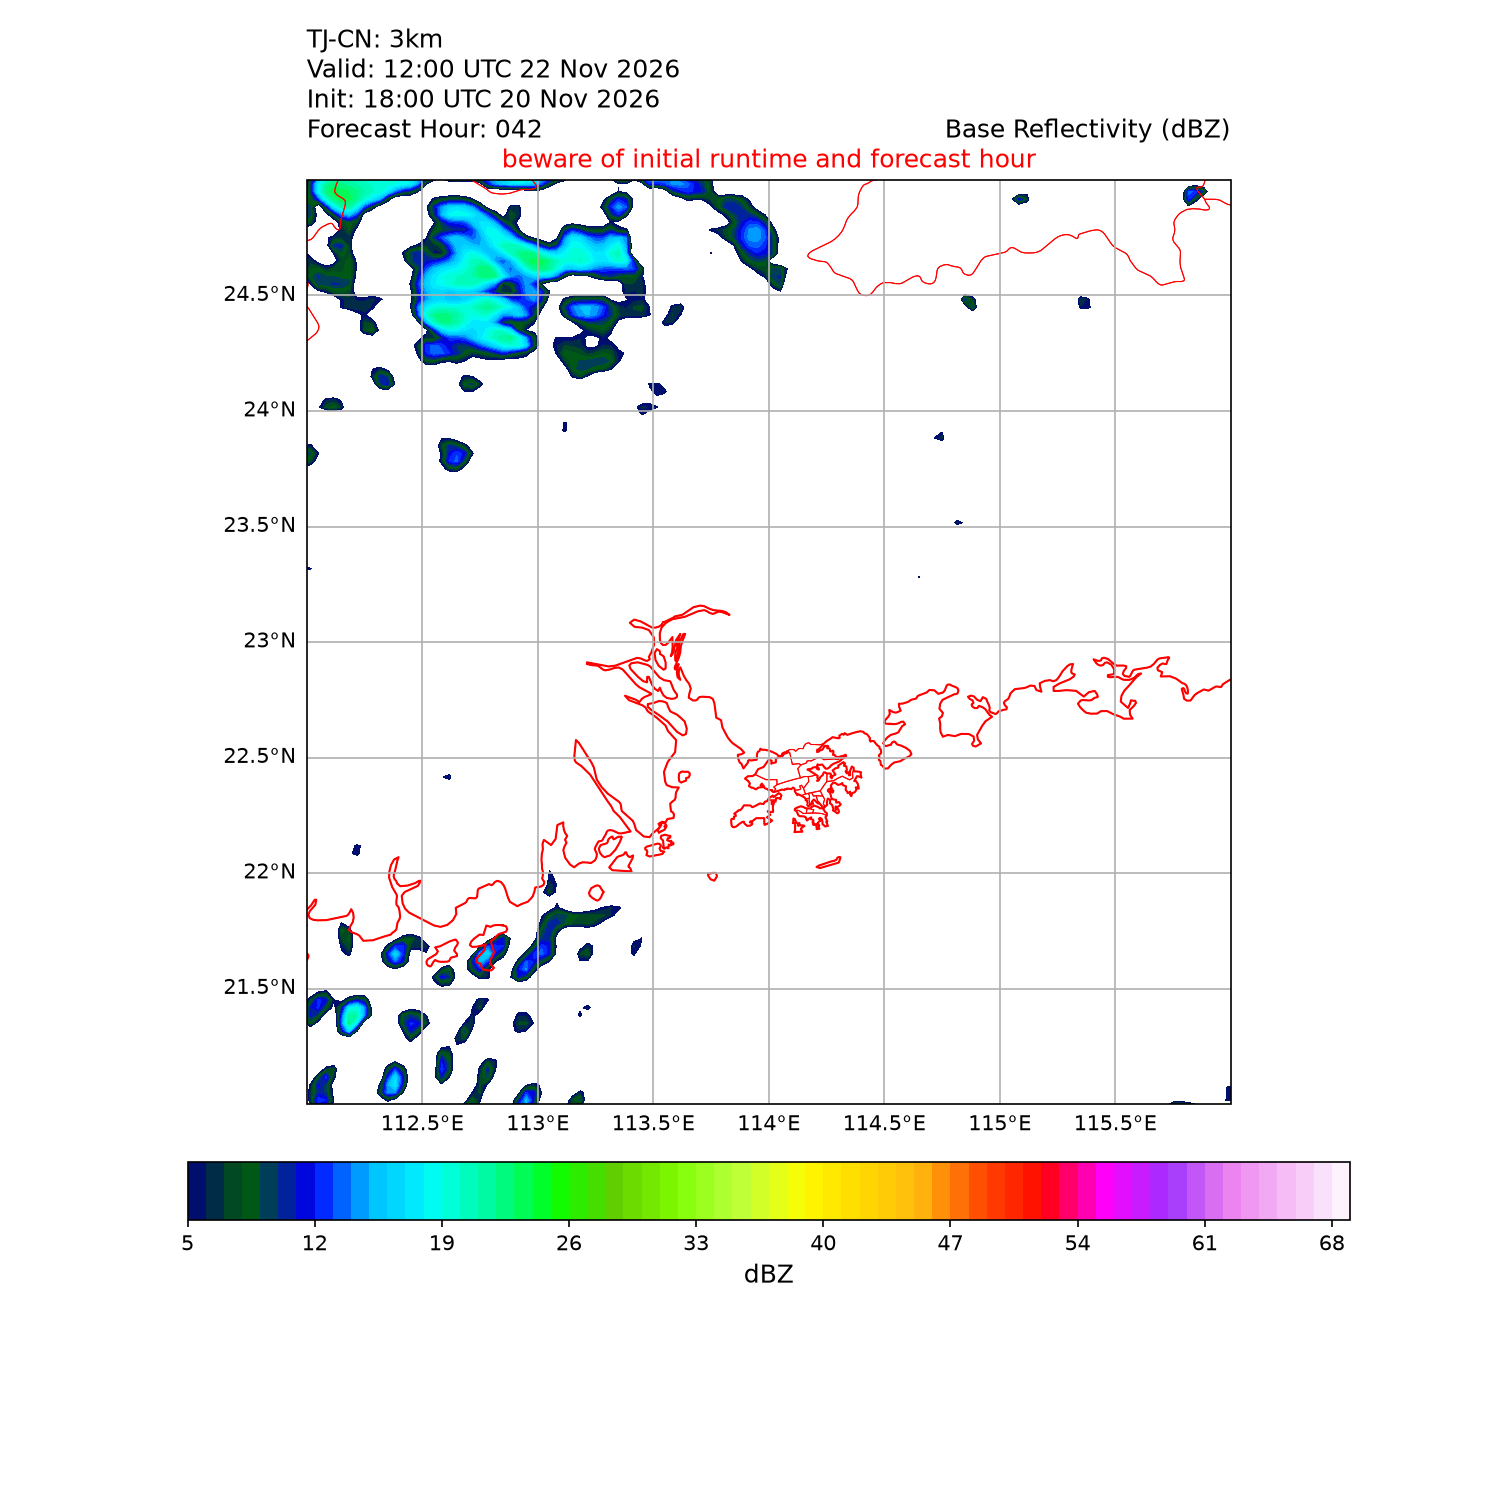 TJ-CN: 3km
Valid: 12:00 UTC 22 Nov 2026
Init: 18:00 UTC 20 Nov 2026
Forecast Hour: 042
Base Reflectivity (dBZ)
beware of initial runtime and forecast hour
24.5°N
24°N
23.5°N
23°N
22.5°N
22°N
21.5°N
112.5°E 113°E 113.5°E 114°E 114.5°E 115°E 115.5°E
5 12 19 26 33 40 47 54 61 68
dBZ